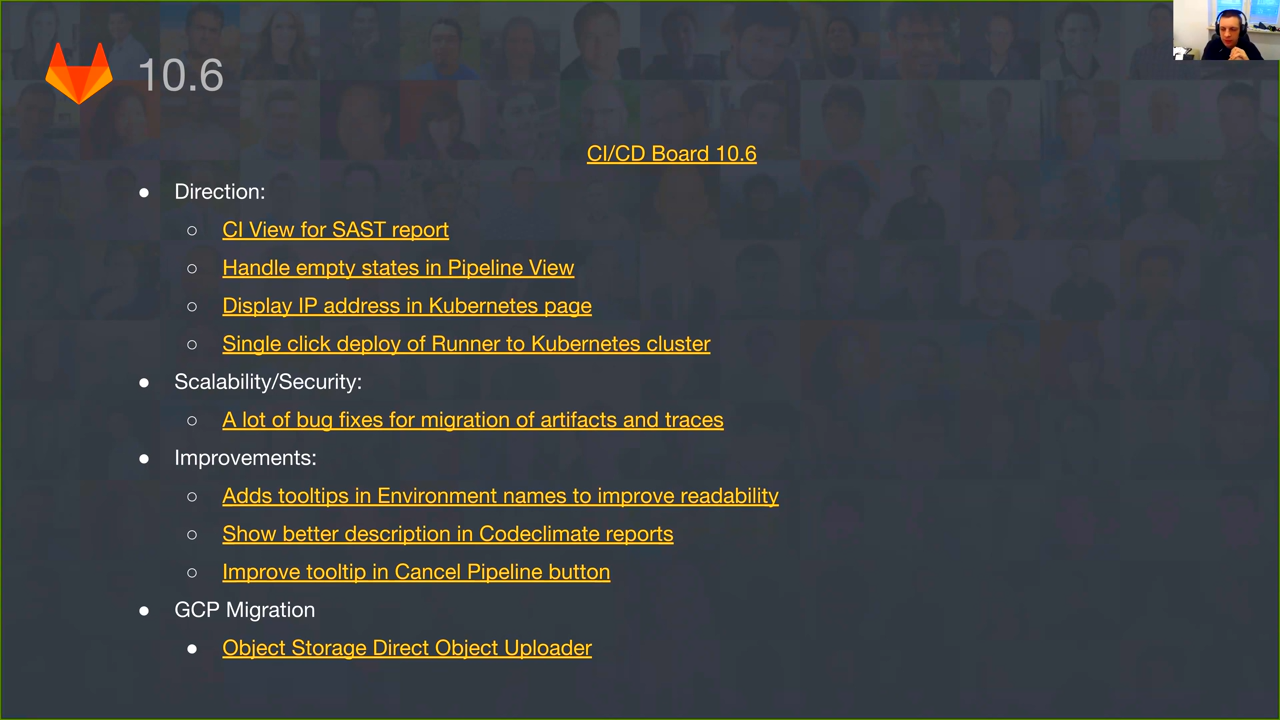 10.6
CI/CD Board 10.6
● Direction:
○ CI View for SAST report
○ Handle empty states in Pipeline View
○ Display IP address in Kubernetes page
○ Single click deploy of Runner to Kubernetes cluster
● Scalability/Security:
○ A lot of bug fixes for migration of artifacts and traces
● Improvements:
○ Adds tooltips in Environment names to improve readability
○ Show better description in Codeclimate reports
○ Improve tooltip in Cancel Pipeline button
● GCP Migration
● Object Storage Direct Object Uploader